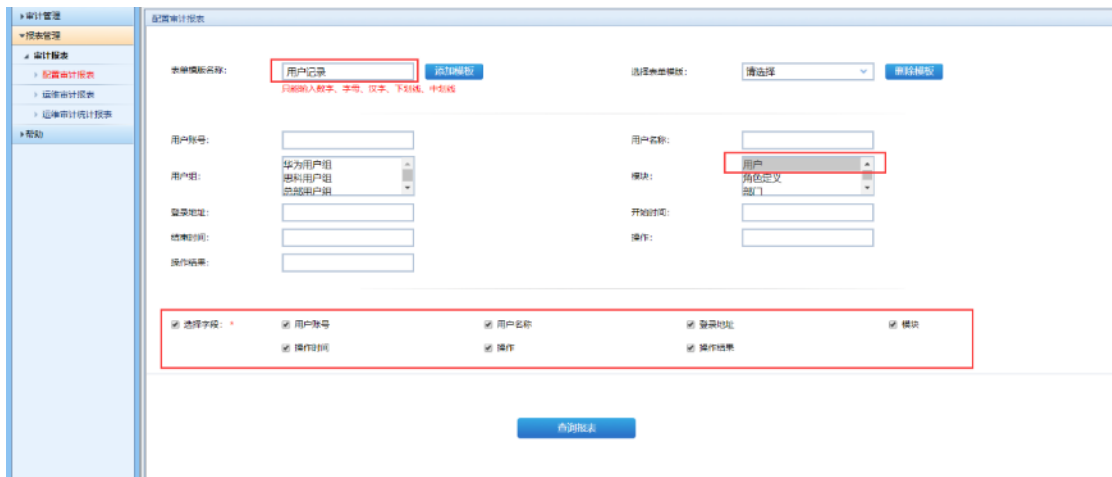 审计管理
报表管理
审计报表
配置审计报表
运维审计报表
运维审计统计报表
帮助
配置审计报表
表单模版名称: 用户记录 添加模板 选择表单模版: 请选择 删除模板
只能输入数字、字母、汉字、下划线、中划线
用户账号: 用户名称:
用户组: 华为用户组 思科用户组 总部用户组 模块: 用户 角色定义 部门
登录地址: 开始时间:
结束时间: 操作:
操作结果:
选择字段: * 用户账号 用户名称 登录地址 模块
操作时间 操作 操作结果
查询报表